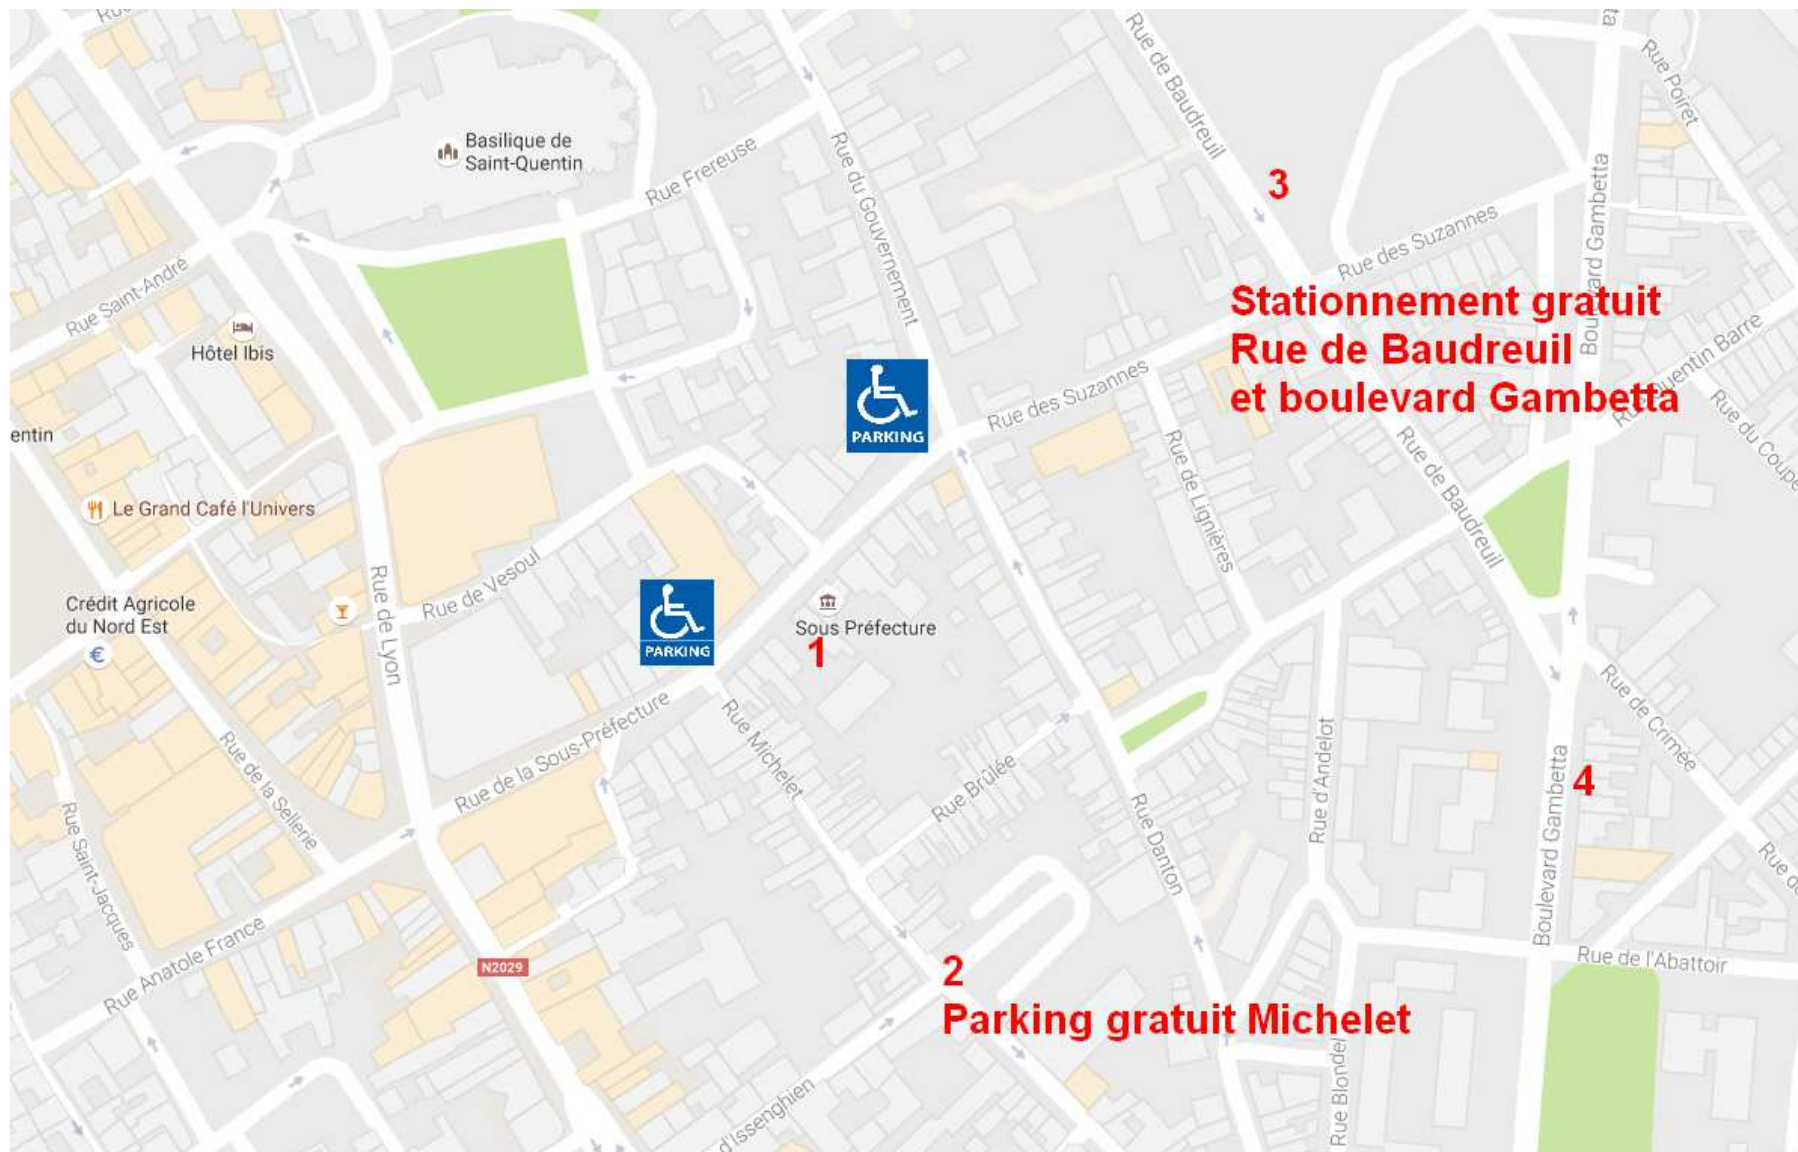 Rue de Baudreuil
Rue Poiret
Basilique de
Saint-Quentin
Rue Frereuse
Rue du Gouvernement
3
Boulevard Gambetta
Rue des Suzannes
Rue Saint-André
Stationnement gratuit
Rue de Baudreuil
et boulevard Gambetta
Hôtel Ibis
Quentin Barre
PARKING
Rue des Suzannes
Rue du Coupe
entin
Rue de Lignières
Rue de Baudreuil
Le Grand Café l'Univers
Rue de Vesoul
Crédit Agricole
du Nord Est
€
Rue de Lyon
PARKING
Sous Préfecture
1
Rue de la Sous-Préfecture
Rue Michelet
Rue de Crimée
Rue de la Sellerie
Rue Brûlée
Rue d'Andelot
Boulevard Gambetta
4
Rue Saint-Jacques
Rue Danton
Rue Anatole France
N2029
2
Parking gratuit Michelet
Rue de l'Abattoir
Rue Blondel
d'Issenghien